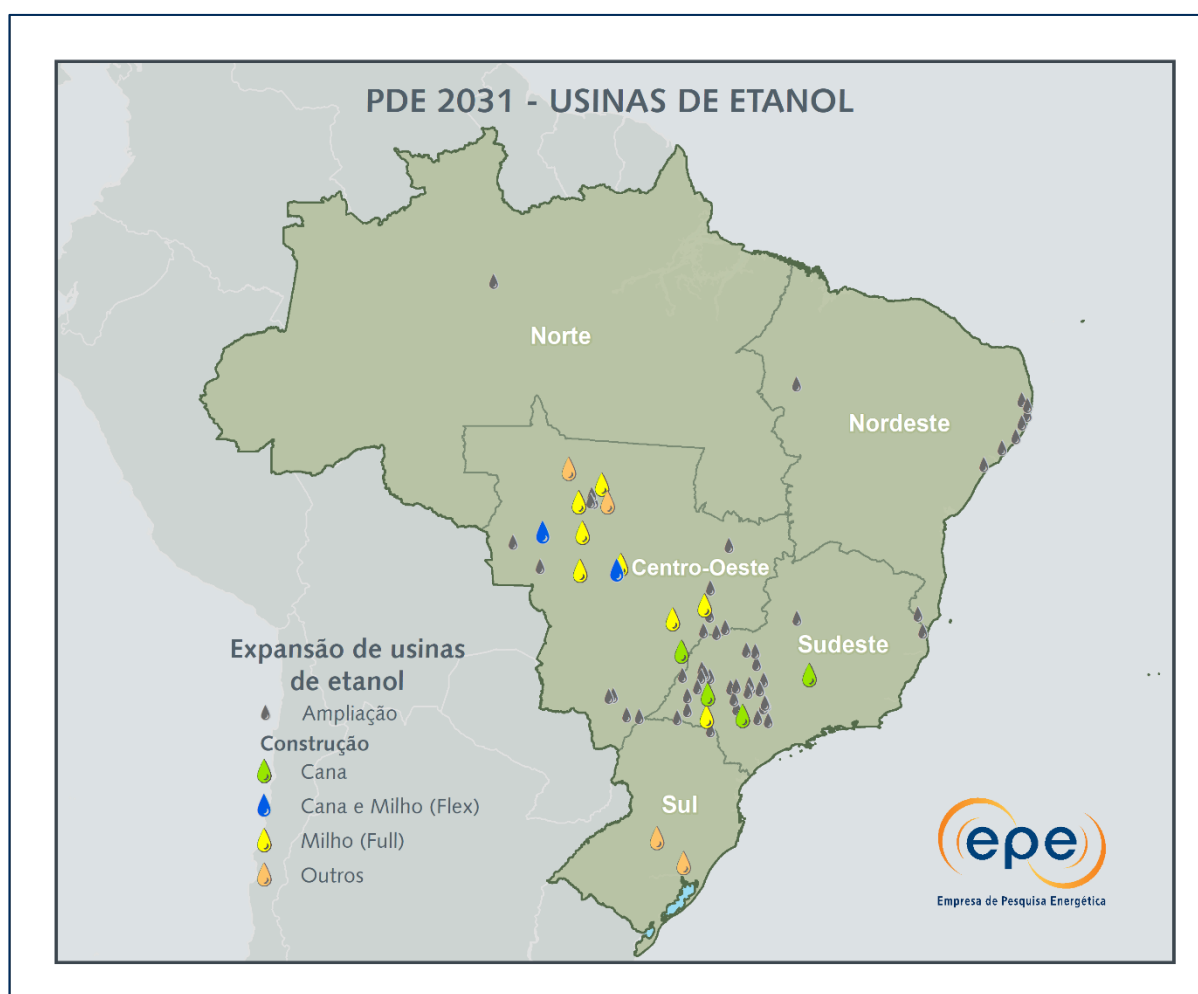 PDE 2031 - USINAS DE ETANOL
Norte
Nordeste
Centro-Oeste
Sudeste
Sul
Expansão de usinas
de etanol
Ampliação
Construção
Cana
Cana e Milho (Flex)
Milho (Full)
Outros
epe
Empresa de Pesquisa Energética